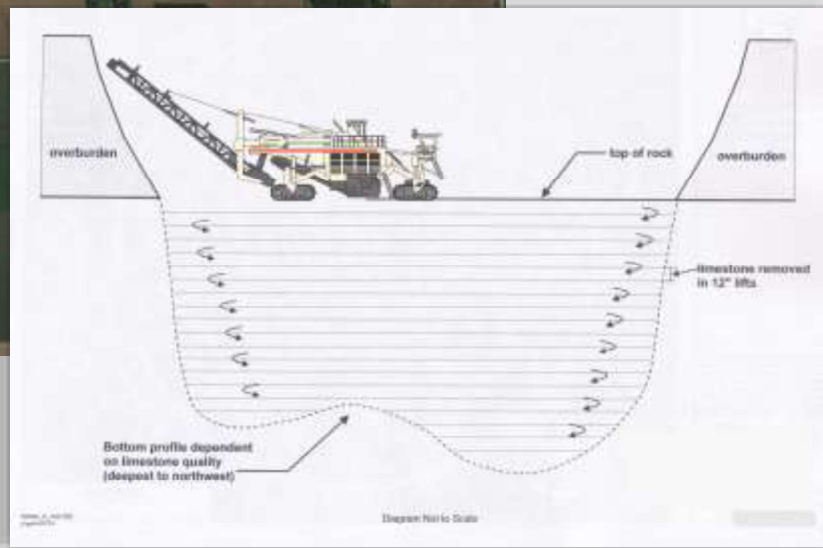 overburden
top of rock
overburden
limestone removed
in 12" lifts
Bottom profile dependent
on limestone quality
(deepest to northwest)
Diagram Not to Scale